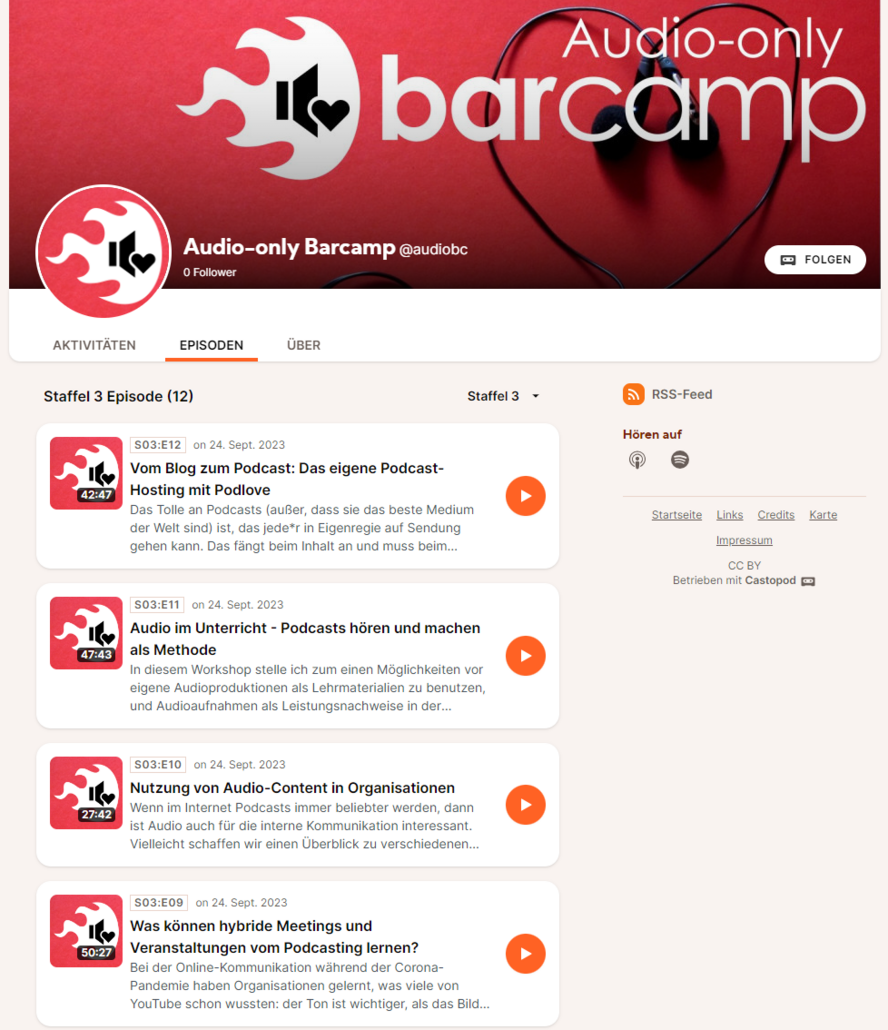 Audio-only
barcamp
Audio-only Barcamp @audiobc
0 Follower
FOLGEN
AKTIVITÄTEN
EPISODEN
ÜBER
Staffel 3 Episode (12)
Staffel 3
S03:E12 on 24. Sept. 2023
Vom Blog zum Podcast: Das eigene Podcast-
Hosting mit Podlove
42:47
Das Tolle an Podcasts (außer, dass sie das beste Medium
der Welt sind) ist, das jede*r in Eigenregie auf Sendung
gehen kann. Das fängt beim Inhalt an und muss beim...
S03:E11 on 24. Sept. 2023
Audio im Unterricht - Podcasts hören und machen
als Methode
47:43
In diesem Workshop stelle ich zum einen Möglichkeiten vor
eigene Audioproduktionen als Lehrmaterialien zu benutzen,
und Audioaufnahmen als Leistungsnachweise in der...
S03:E10 on 24. Sept. 2023
Nutzung von Audio-Content in Organisationen
27:42
Wenn im Internet Podcasts immer beliebter werden, dann
ist Audio auch für die interne Kommunikation interessant.
Vielleicht schaffen wir einen Überblick zu verschiedenen...
S03:E09 on 24. Sept. 2023
Was können hybride Meetings und
Veranstaltungen vom Podcasting lernen?
50:27
Bei der Online-Kommunikation während der Corona-
Pandemie haben Organisationen gelernt, was viele von
YouTube schon wussten: der Ton ist wichtiger, als das Bild...
RSS-Feed
Hören auf
Startseite Links Credits Karte
Impressum
CC BY
Betrieben mit Castopod